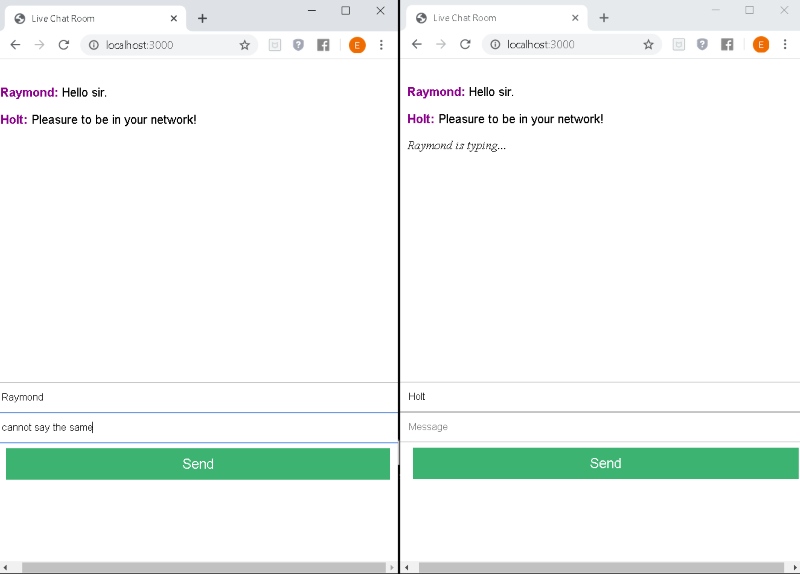 Live Chat Room
localhost:3000
E
Raymond: Hello sir.
Holt: Pleasure to be in your network!
Raymond
cannot say the same
Send
Live Chat Room
localhost:3000
E
Raymond: Hello sir.
Holt: Pleasure to be in your network!
Raymond is typing...
Holt
Message
Send